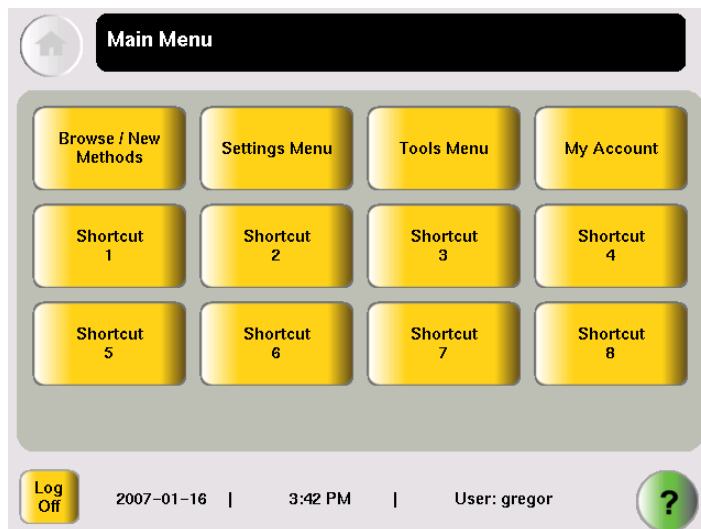 Main Menu
Browse / New
Methods
Settings Menu
Tools Menu
My Account
Shortcut
1
Shortcut
2
Shortcut
3
Shortcut
4
Shortcut
5
Shortcut
6
Shortcut
7
Shortcut
8
Log
Off
2007-01-16 | 3:42 PM | User: gregor
?